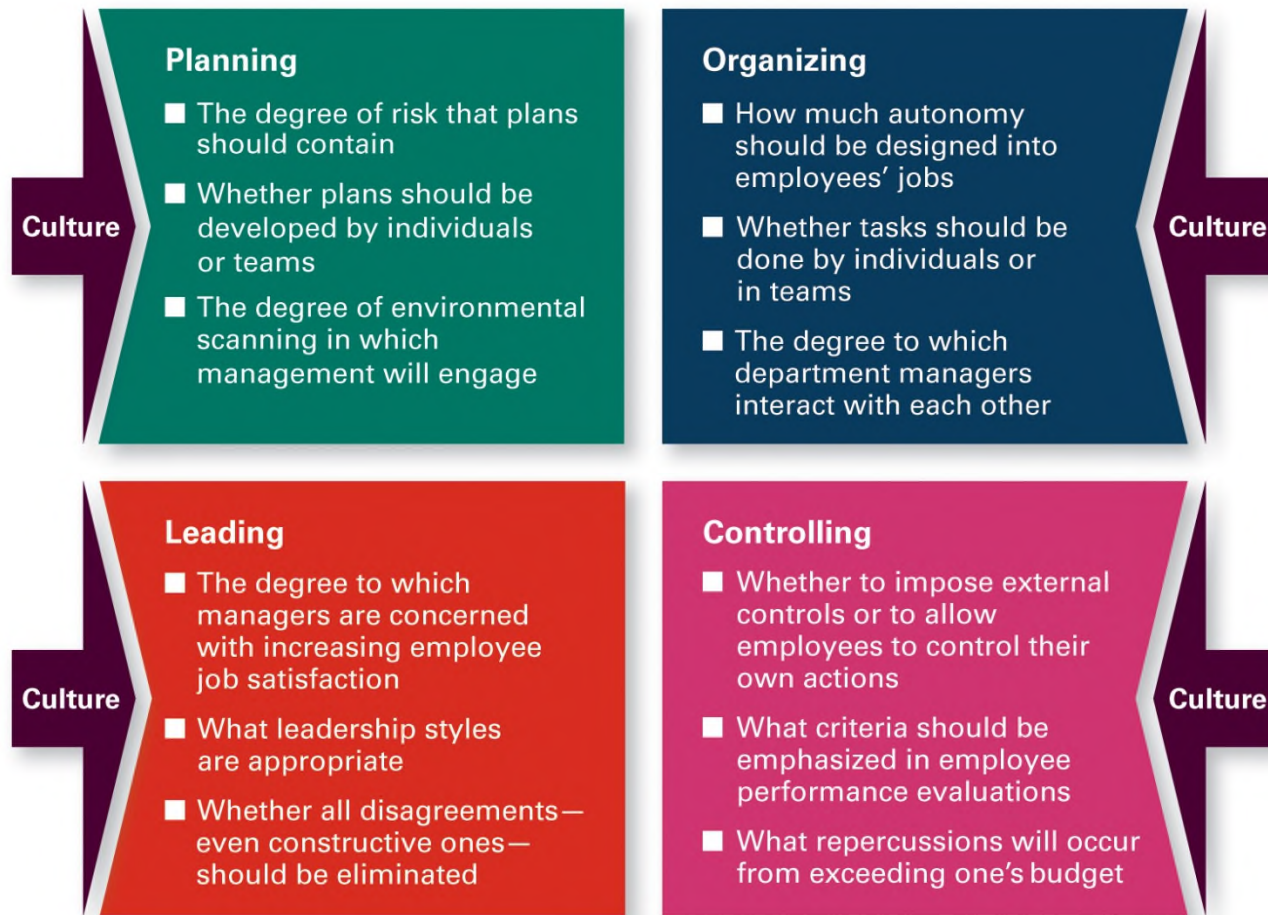 Planning
■ The degree of risk that plans
should contain
■ Whether plans should be
developed by individuals
or teams
■ The degree of environmental
scanning in which
management will engage
Culture
Organizing
■ How much autonomy
should be designed into
employees’ jobs
■ Whether tasks should be
done by individuals or
in teams
■ The degree to which
department managers
interact with each other
Culture
Leading
■ The degree to which
managers are concerned
with increasing employee
job satisfaction
■ What leadership styles
are appropriate
■ Whether all disagreements—
even constructive ones—
should be eliminated
Culture
Controlling
■ Whether to impose external
controls or to allow
employees to control their
own actions
■ What criteria should be
emphasized in employee
performance evaluations
■ What repercussions will occur
from exceeding one’s budget
Culture